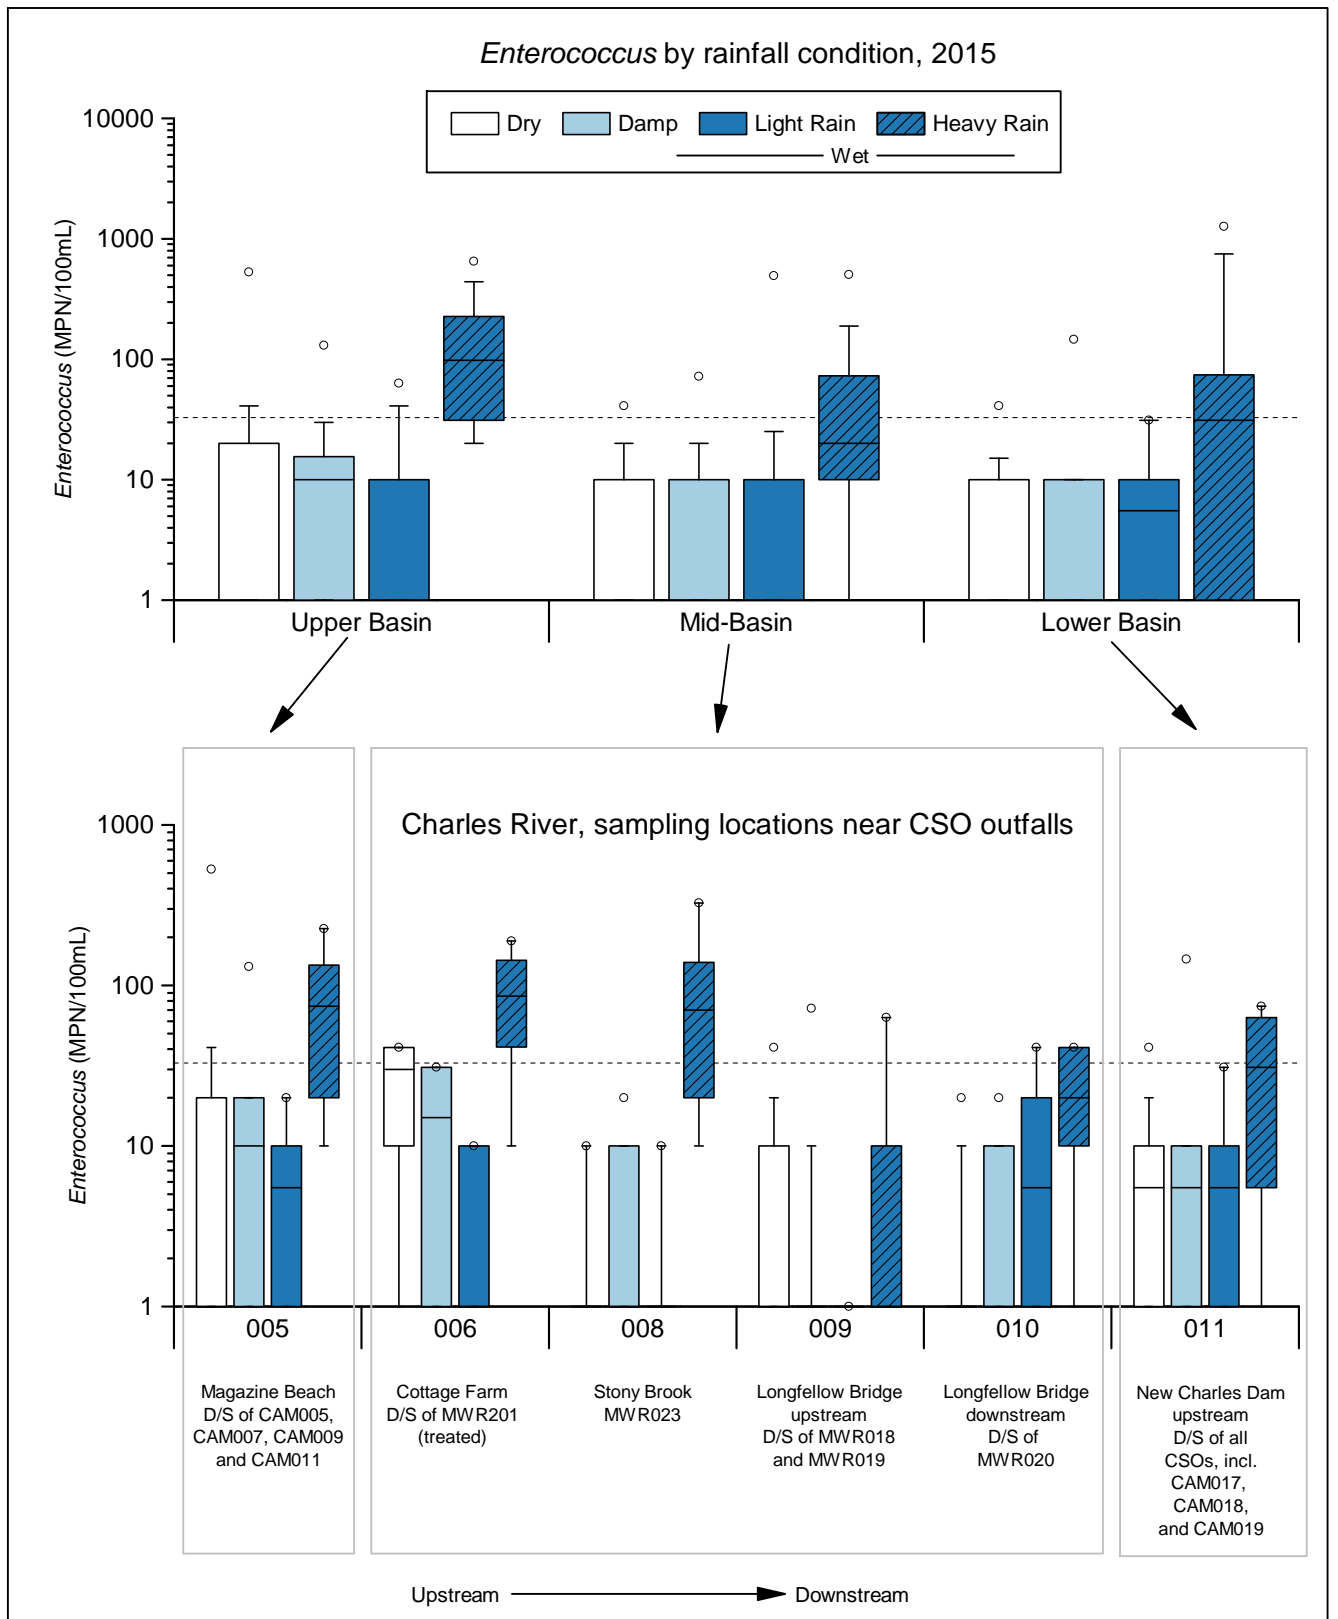 Enterococcus by rainfall condition, 2015
Dry Damp Light Rain Heavy Rain
Wet
Enterococcus (MPN/100mL)
10000
1000
100
10
1
Upper Basin Mid-Basin Lower Basin
Charles River, sampling locations near CSO outfalls
Enterococcus (MPN/100mL)
1000
100
10
1
005 006 008 009 010 011
Magazine Beach
D/S of CAM005,
CAM007, CAM009
and CAM011
Cottage Farm
D/S of MWR201
(treated)
Stony Brook
MWR023
Longfellow Bridge
upstream
D/S of MWR018
and MWR019
Longfellow Bridge
downstream
D/S of
MWR020
New Charles Dam
upstream
D/S of all
CSOs, incl.
CAM017,
CAM018,
and CAM019
Upstream Downstream